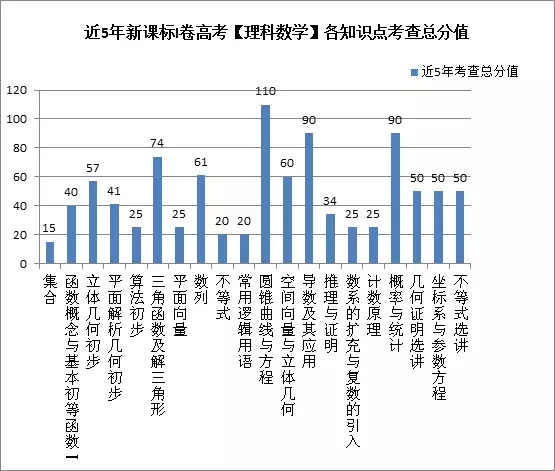 近5年新课标I卷高考【理科数学】各知识点考查总分值
近5年考查总分值
120
100
80
60
40
20
0
15
40
57
41
25
74
25
61
20
20
110
60
90
34
25
25
90
50
50
50
集合
函数概念与基本初等函数I
立体几何初步
平面解析几何初步
算法初步
三角函数及解三角形
平面向量
数列
不等式
常用逻辑用语
圆锥曲线与方程
空间向量与立体几何
导数及其应用
推理与证明
数系的扩充与复数的引入
计数原理
概率与统计
几何证明选讲
坐标系与参数方程
不等式选讲